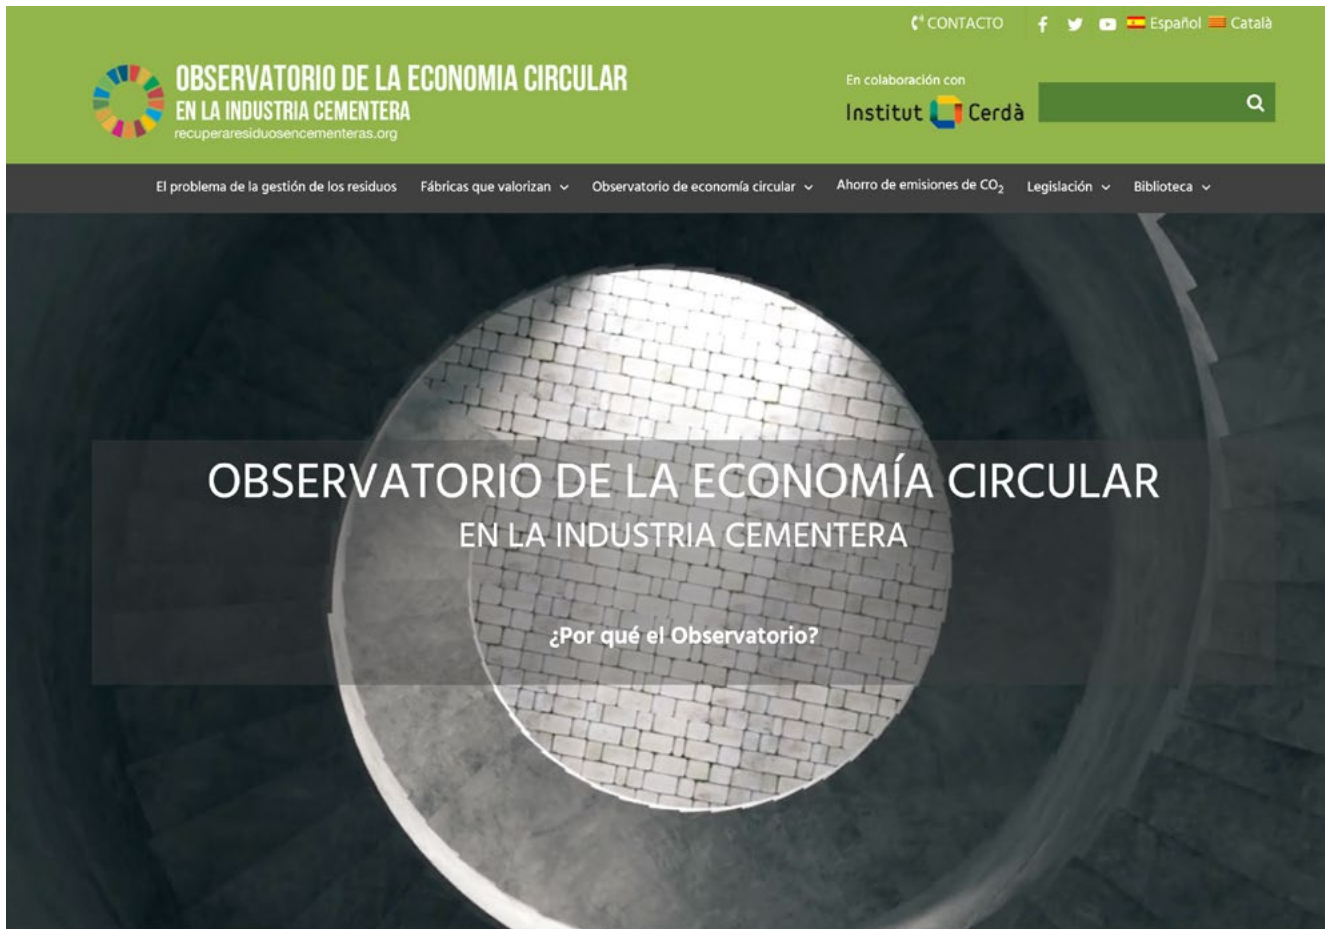 CONTACTO
Español
Català
OBSERVATORIO DE LA ECONOMIA CIRCULAR
EN LA INDUSTRIA CEMENTERA
recuperaresiduosencementeras.org
En colaboración con
Institut Cerdà
El problema de la gestión de los residuos
Fábricas que valorizan
Observatorio de economía circular
Ahorro de emisiones de CO₂
Legislación
Biblioteca
OBSERVATORIO DE LA ECONOMÍA CIRCULAR
EN LA INDUSTRIA CEMENTERA
¿Por qué el Observatorio?